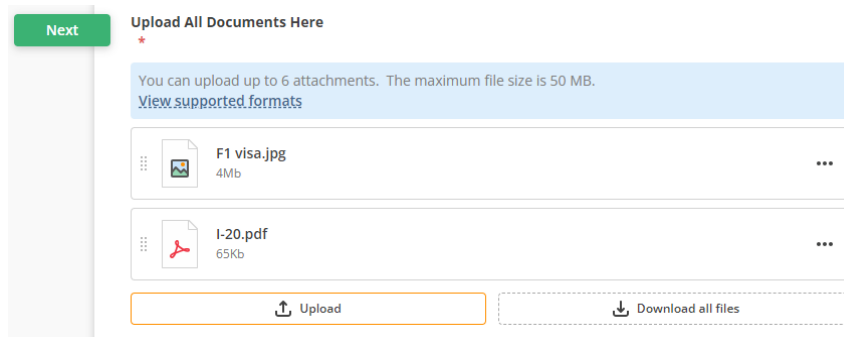 Next
Upload All Documents Here
*
You can upload up to 6 attachments. The maximum file size is 50 MB.
View supported formats
F1 visa.jpg
4Mb
I-20.pdf
65Kb
Upload
Download all files